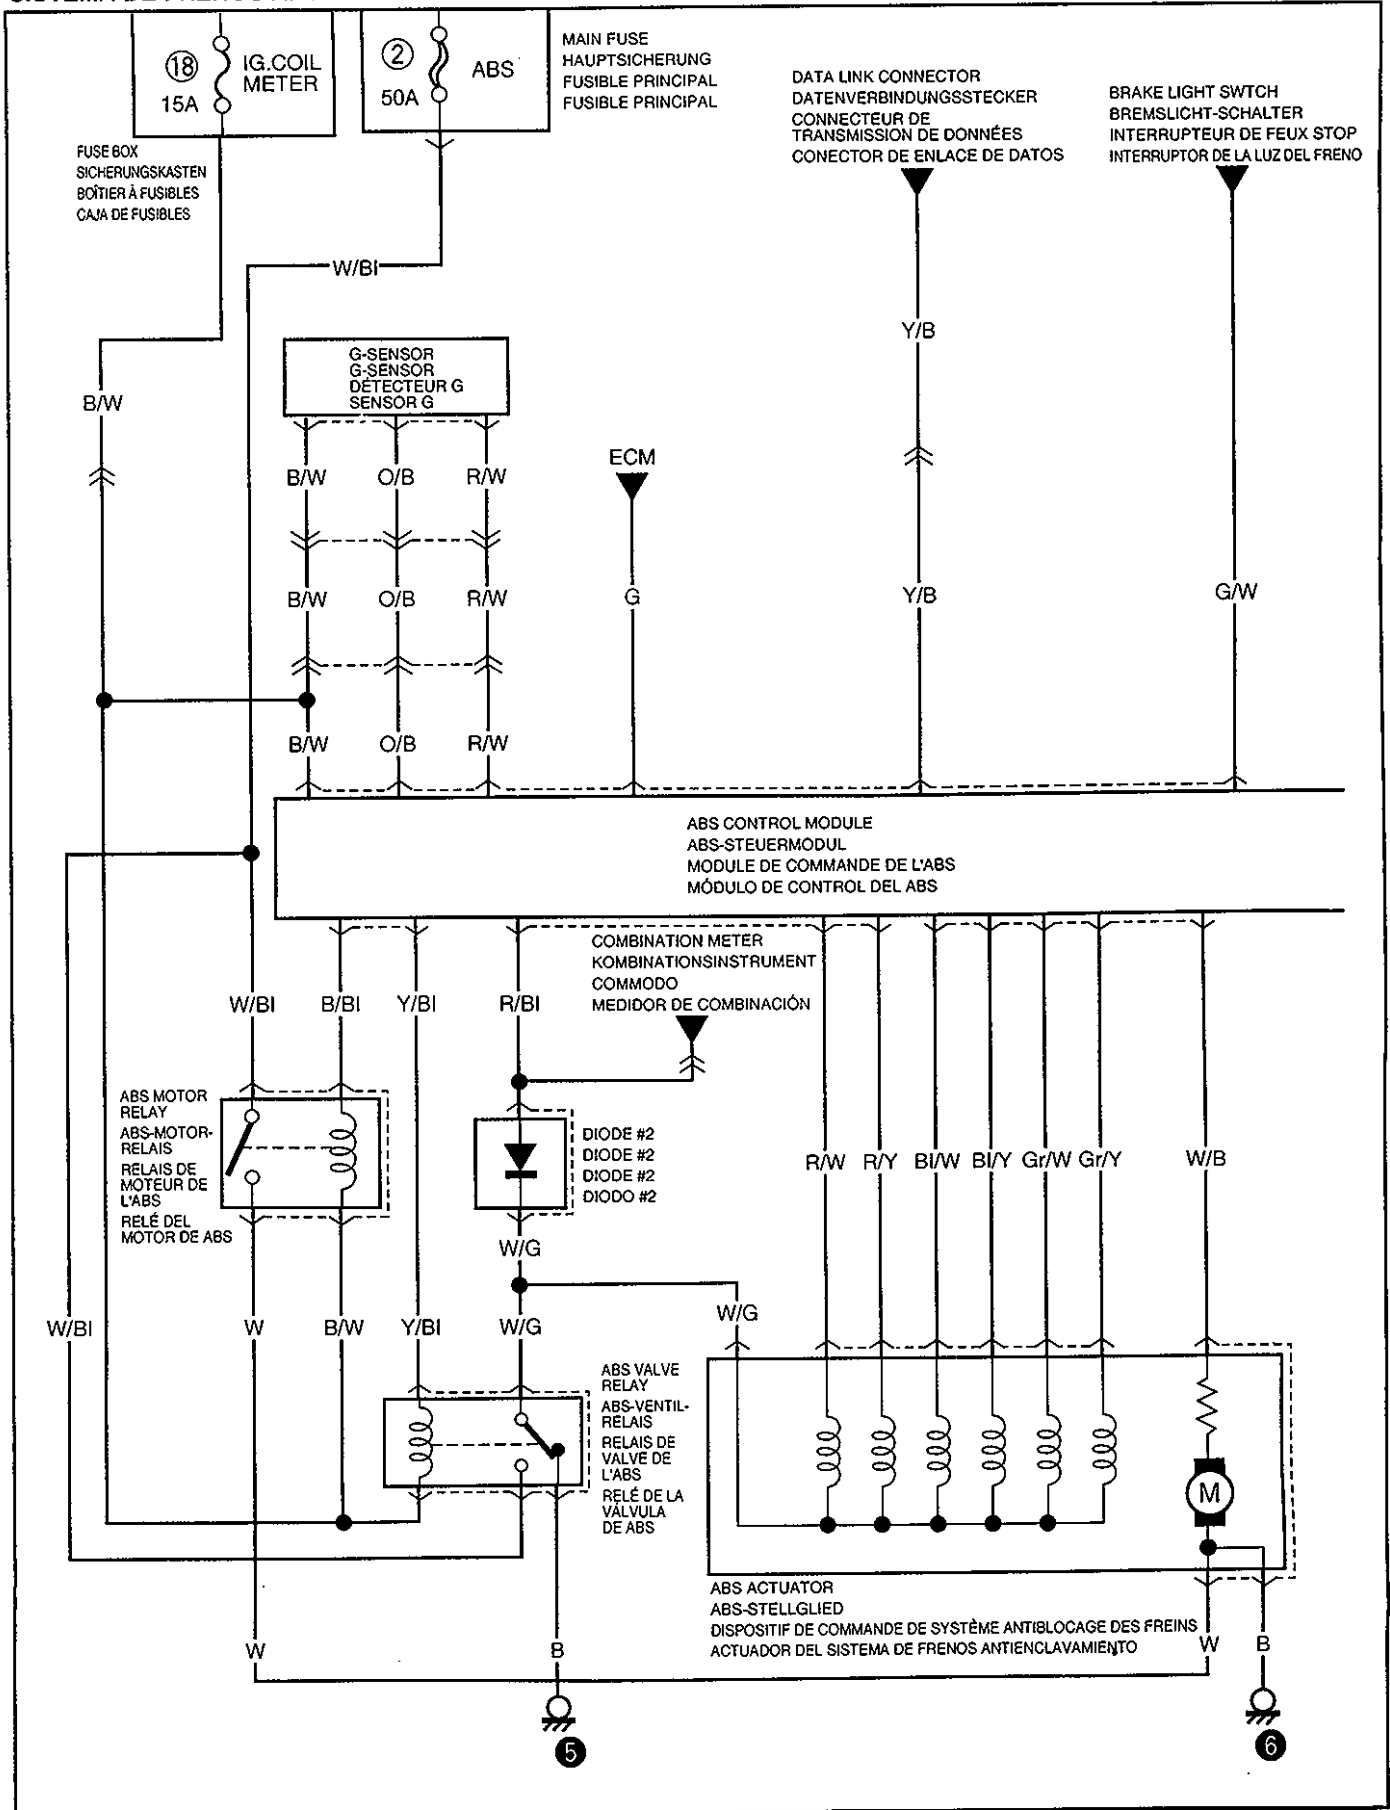 18
15A
IG.COIL
METER
2
50A
ABS
MAIN FUSE
HAUPTSICHERUNG
FUSIBLE PRINCIPAL
FUSIBLE PRINCIPAL
FUSE BOX
SICHERUNGSKASTEN
BOÎTIER À FUSIBLES
CAJA DE FUSIBLES
DATA LINK CONNECTOR
DATENVERBINDUNGSSTECKER
CONNECTEUR DE
TRANSMISSION DE DONNÉES
CONECTOR DE ENLACE DE DATOS
BRAKE LIGHT SWTCH
BREMSLICHT-SCHALTER
INTERRUPTEUR DE FEUX STOP
INTERRUPTOR DE LA LUZ DEL FRENO
W/Bl
Y/B
G-SENSOR
G-SENSOR
DÉTECTEUR G
SENSOR G
B/W
B/W
O/B
R/W
ECM
B/W
O/B
R/W
G
Y/B
G/W
B/W
O/B
R/W
ABS CONTROL MODULE
ABS-STEUERMODUL
MODULE DE COMMANDE DE L'ABS
MÓDULO DE CONTROL DEL ABS
COMBINATION METER
KOMBINATIONSINSTRUMENT
COMMODO
MEDIDOR DE COMBINACIÓN
W/Bl
B/Bl
Y/Bl
R/Bl
ABS MOTOR
RELAY
ABS-MOTOR-
RELAIS
RELAIS DE
MOTEUR DE
L'ABS
RELÉ DEL
MOTOR DE ABS
DIODE #2
DIODE #2
DIODE #2
DIODO #2
R/W
R/Y
Bl/W
Bl/Y
Gr/W
Gr/Y
W/B
W/G
W/G
W/Bl
W
B/W
Y/Bl
W/G
ABS VALVE
RELAY
ABS-VENTIL-
RELAIS
RELAIS DE
VALVE DE
L'ABS
RELÉ DE LA
VÁLVULA
DE ABS
M
ABS ACTUATOR
ABS-STELLGLIED
DISPOSITIF DE COMMANDE DE SYSTÈME ANTIBLOCAGE DES FREINS
ACTUADOR DEL SISTEMA DE FRENOS ANTIENCLAVAMIENTO
W
B
W
B
5
6